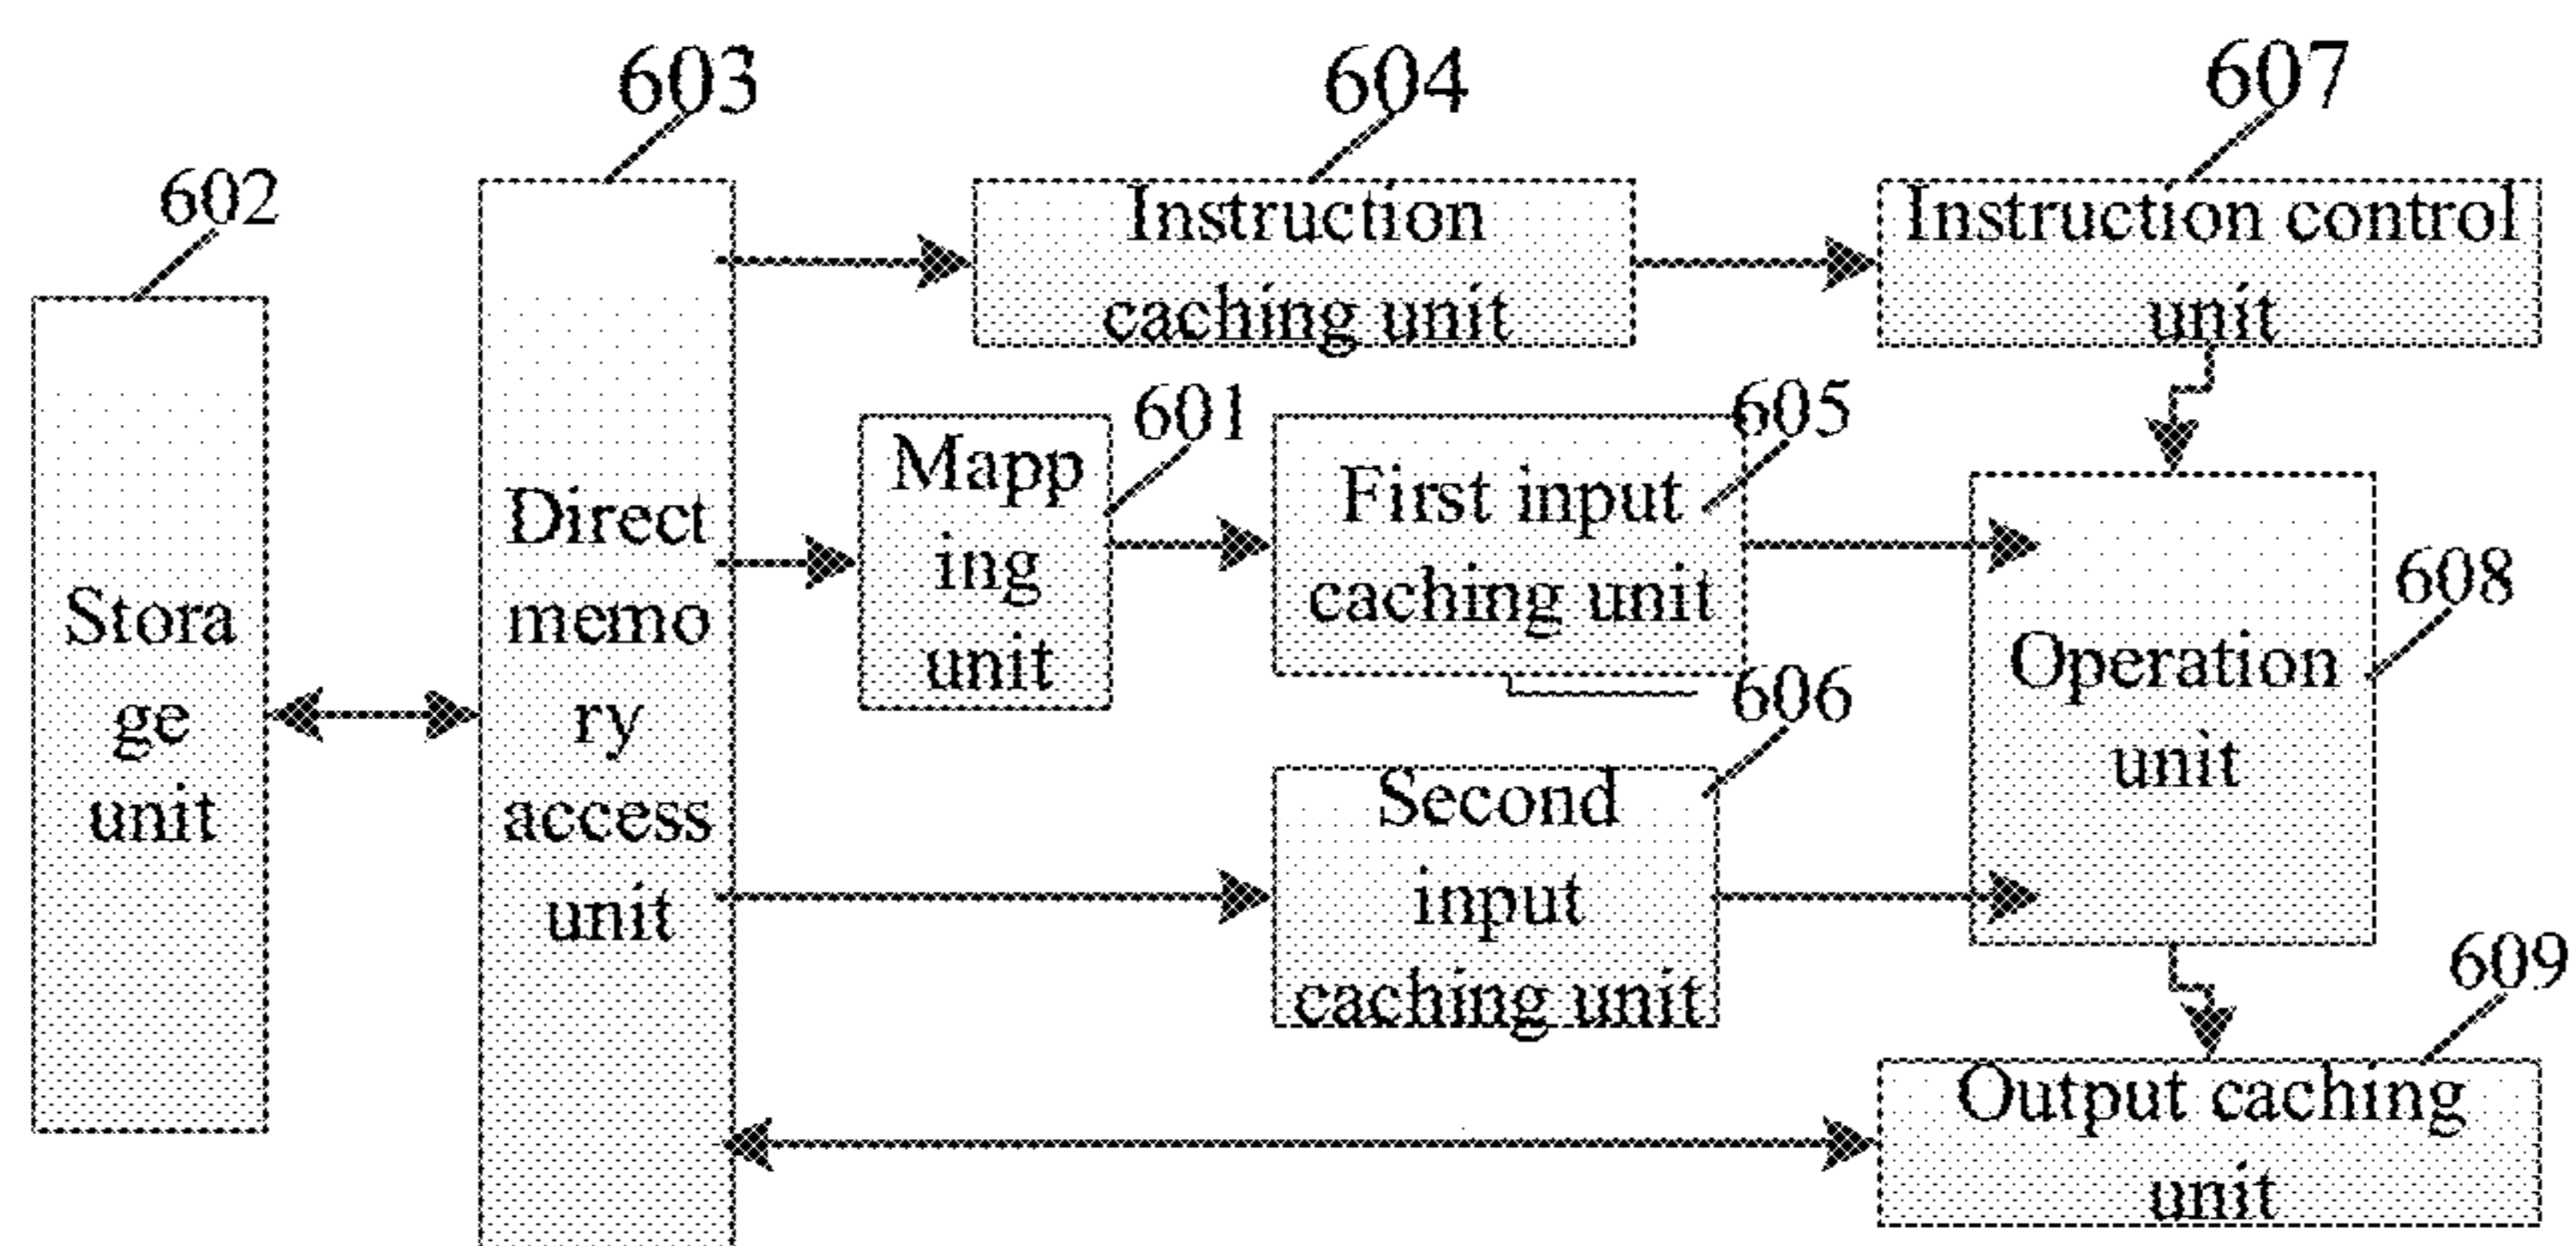 603
604
607
602
Instruction
caching unit
Instruction control
unit
601
605
Mapp
ing
unit
First input
caching unit
Direct
memo
ry
access
unit
Stora
ge
unit
608
Operation
unit
606
Second
input
caching unit
609
Output caching
unit